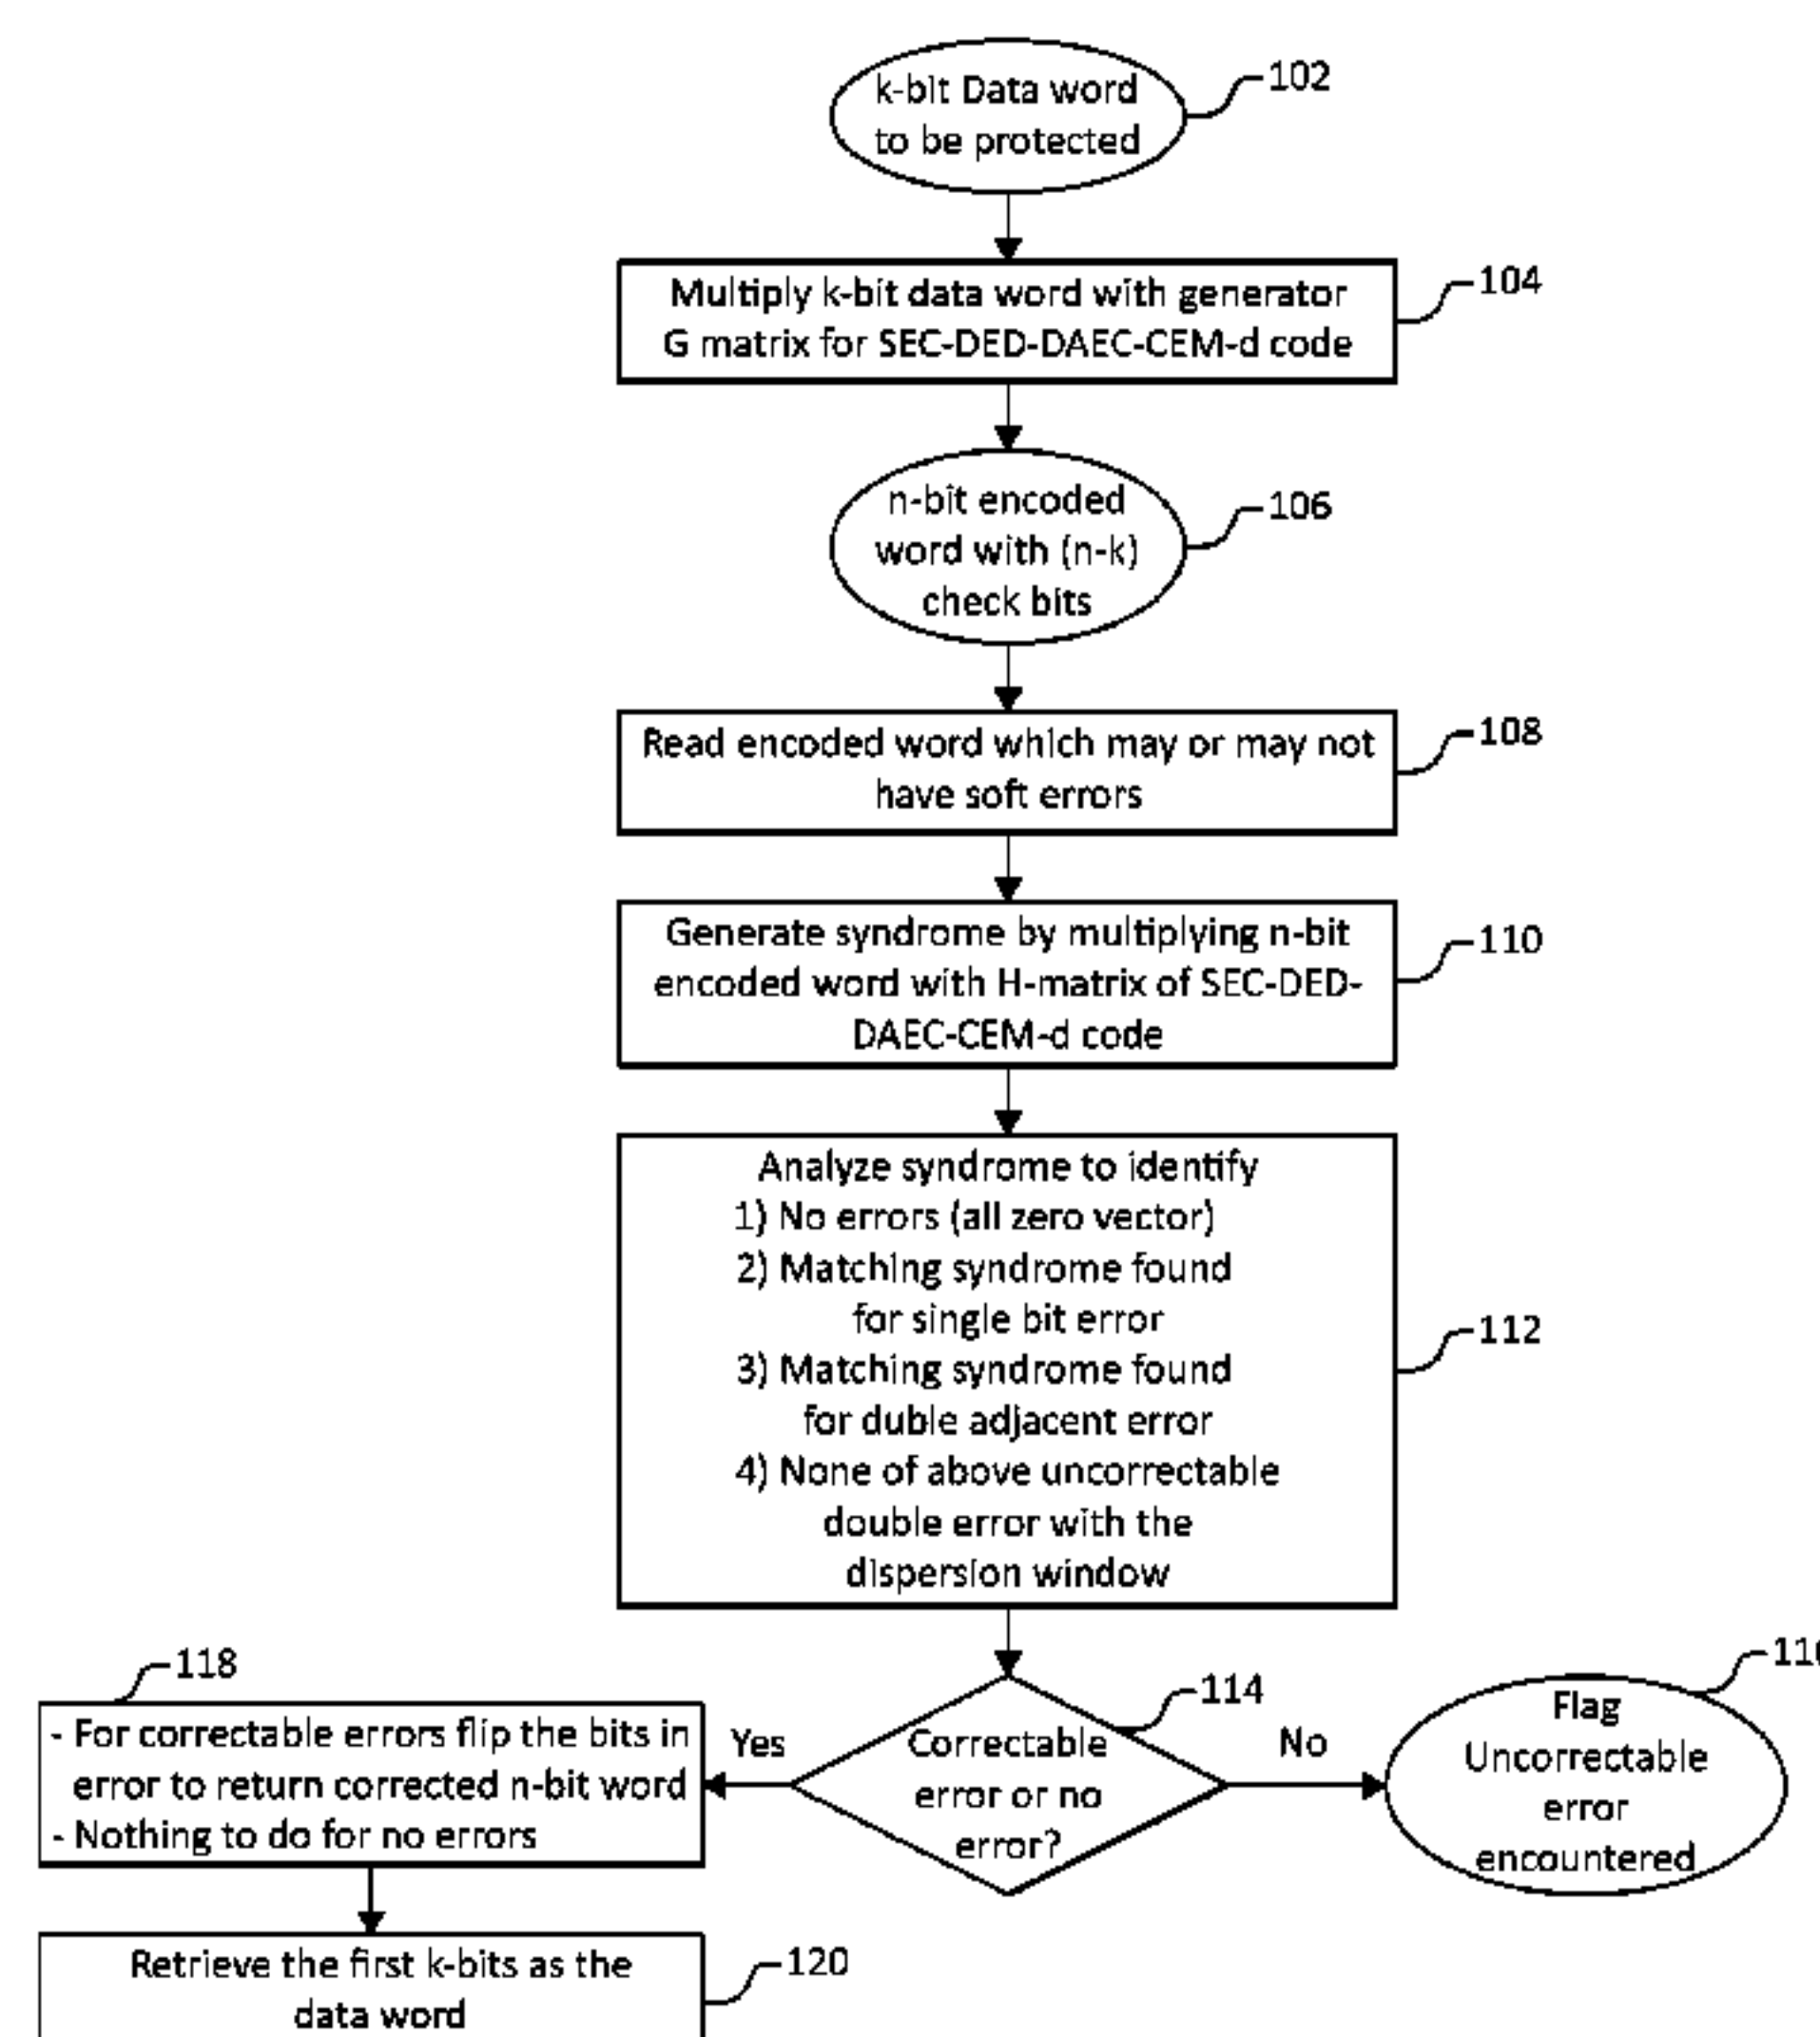 k-bit Data word
to be protected
102
Multiply k-bit data word with generator
G matrix for SEC-DED-DAEC-CEM-d code
104
n-bit encoded
word with (n-k)
check bits
106
Read encoded word which may or may not
have soft errors
108
Generate syndrome by multiplying n-bit
encoded word with H-matrix of SEC-DED-
DAEC-CEM-d code
110
Analyze syndrome to identify
1) No errors (all zero vector)
2) Matching syndrome found
for single bit error
3) Matching syndrome found
for duble adjacent error
4) None of above uncorrectable
double error with the
dispersion window
112
118
- For correctable errors flip the bits in
error to return corrected n-bit word
- Nothing to do for no errors
Yes
114
Correctable
error or no
error?
No
Flag
Uncorrectable
error
encountered
Retrieve the first k-bits as the
data word
120